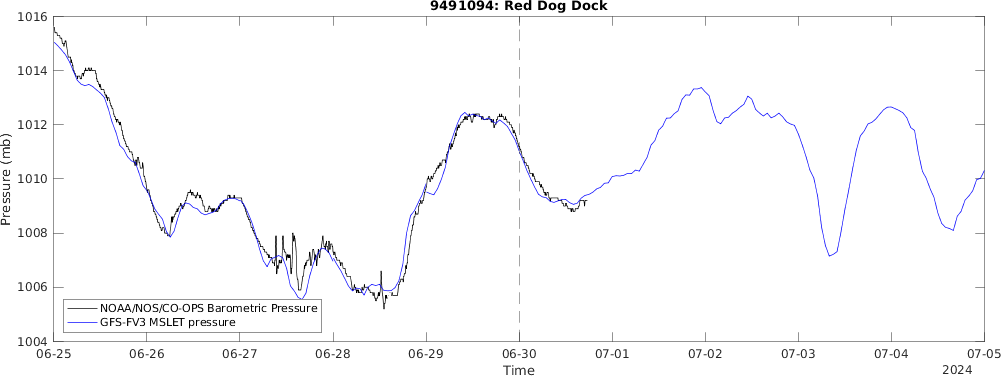 9491094: Red Dog Dock
Pressure (mb)
1016
1014
1012
1010
1008
1006
1004
NOAA/NOS/CO-OPS Barometric Pressure
GFS-FV3 MSLET pressure
06-25 06-26 06-27 06-28 06-29 06-30 07-01 07-02 07-03 07-04 07-05
Time
2024